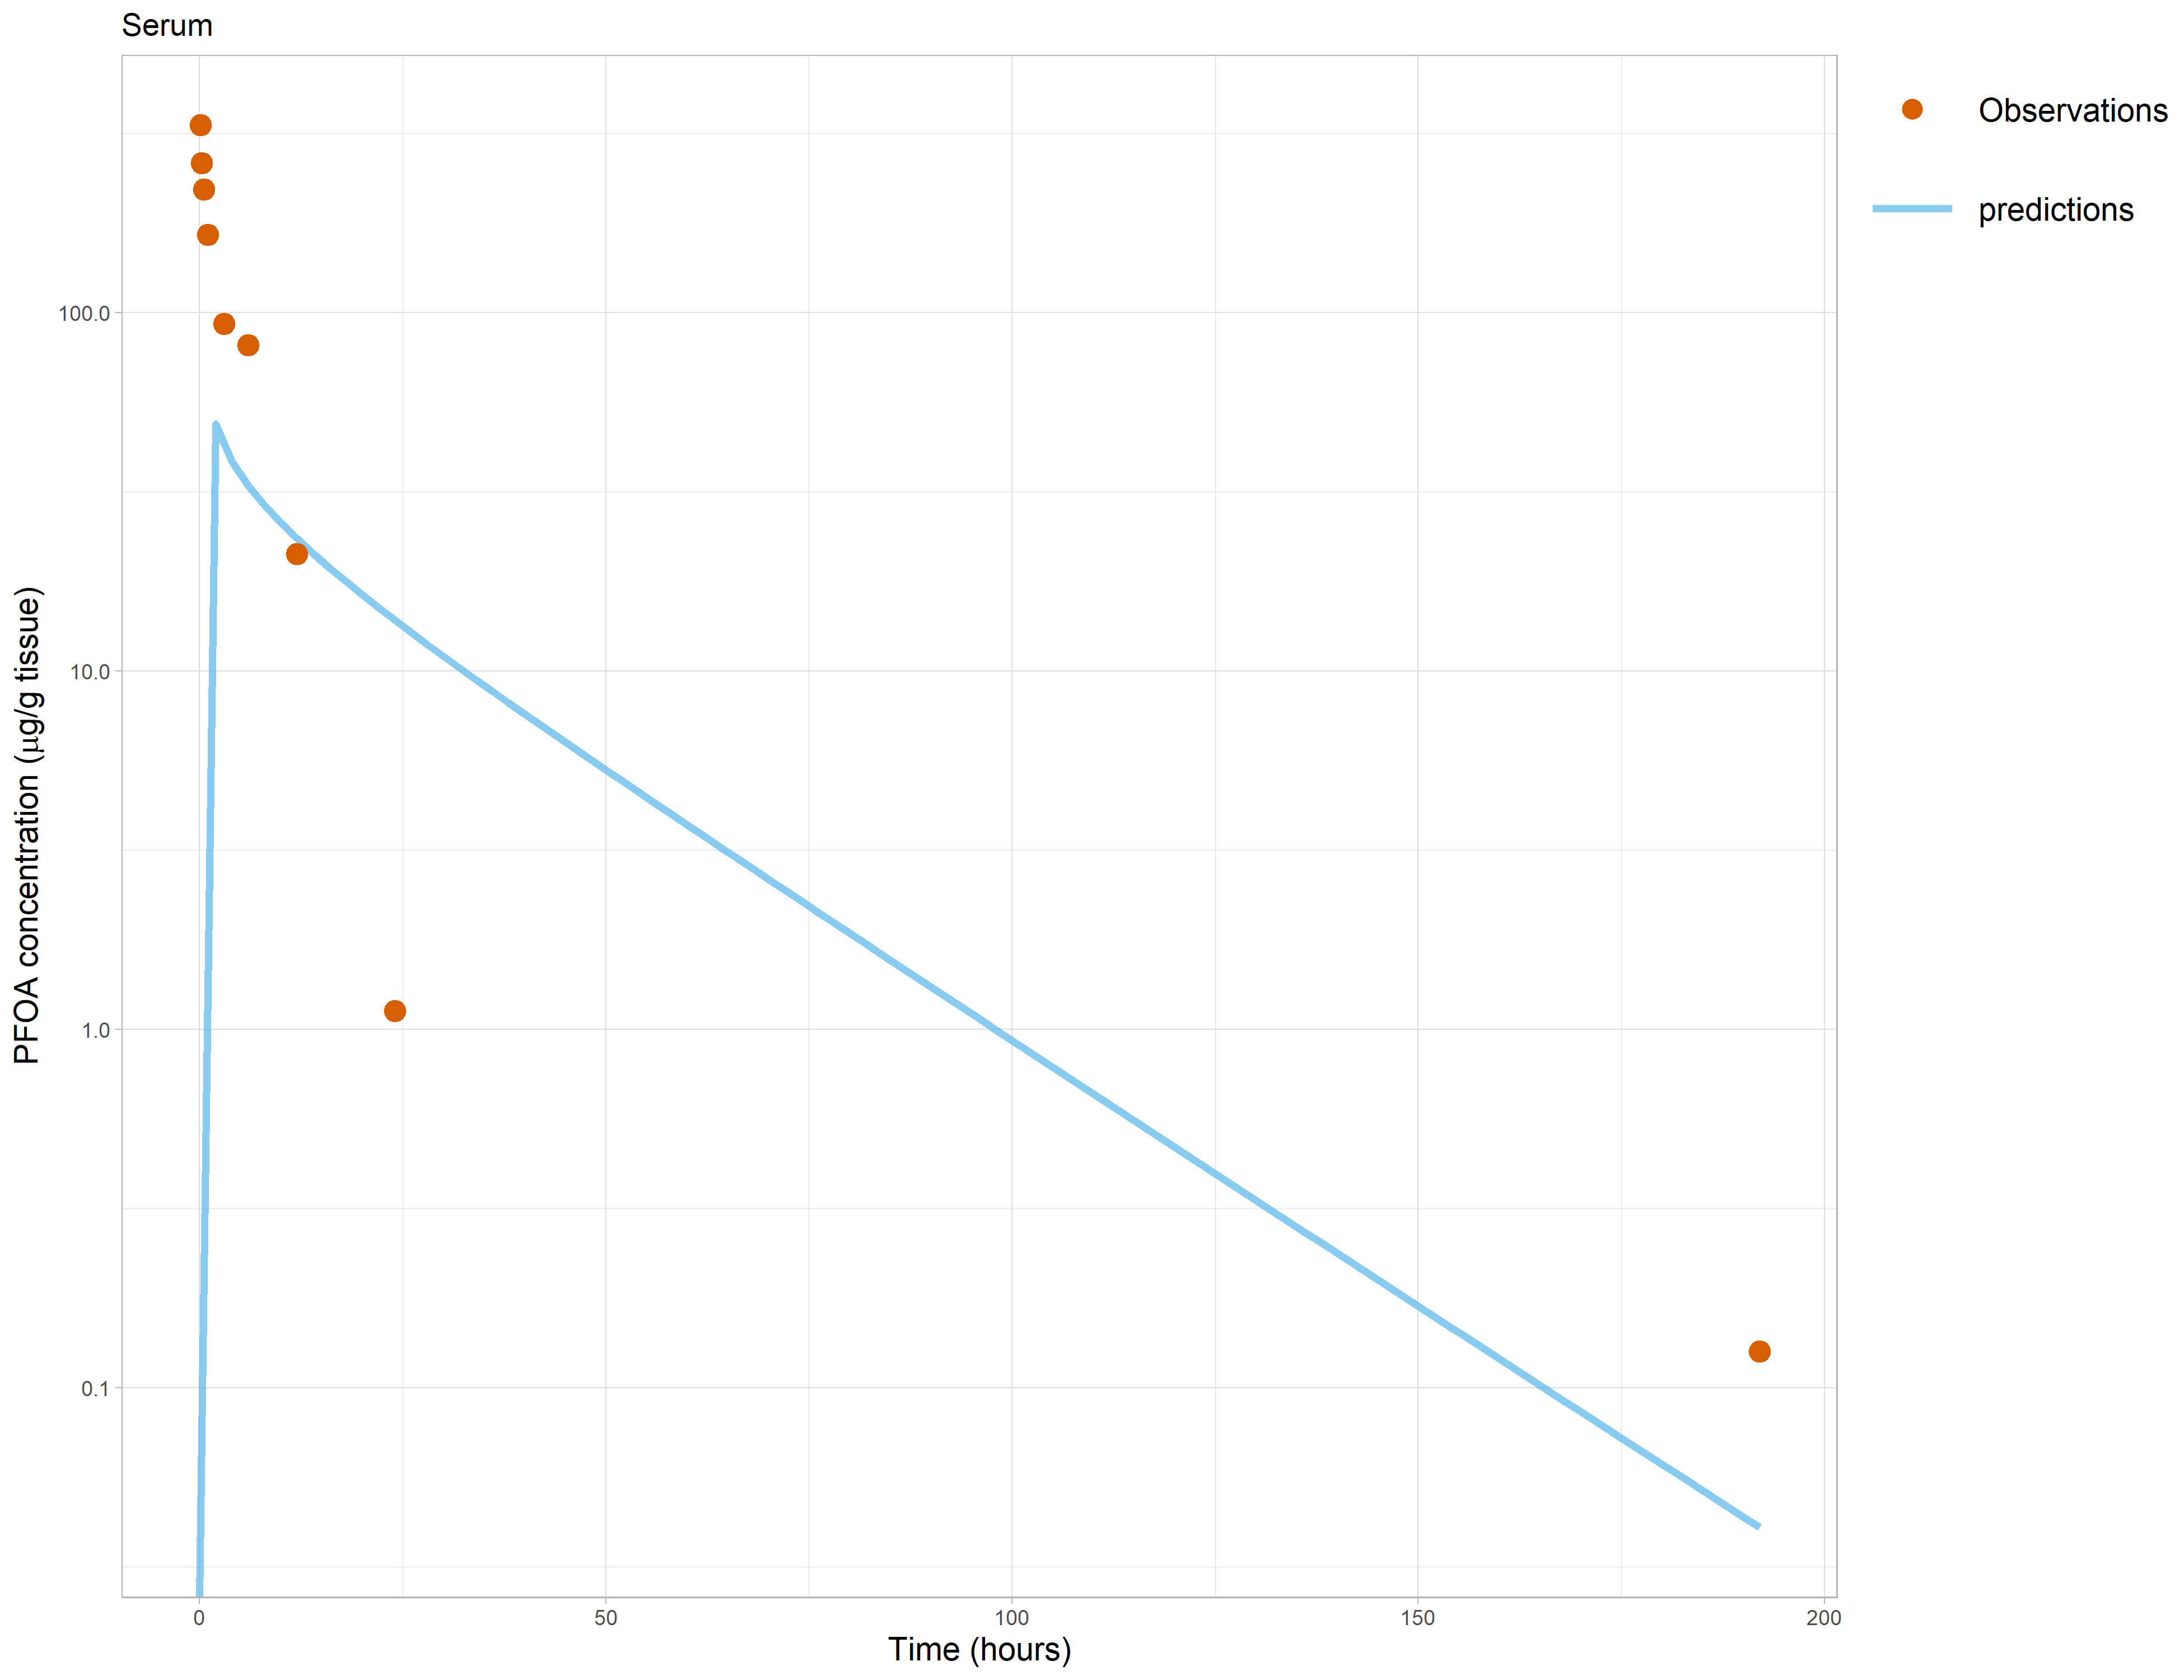 Serum
Observations
predictions
100.0
10.0
1.0
0.1
PFOA concentration (μg/g tissue)
0
50
100
150
200
Time (hours)